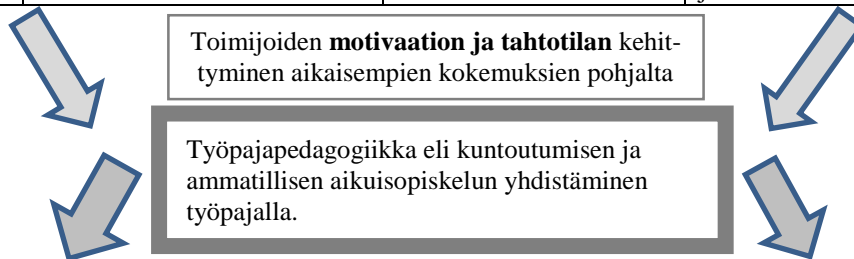 Toimijoiden motivaation ja tahtotilan kehit-
tyminen aikaisempien kokemuksien pohjalta
Työpajapedagogiikka eli kuntoutumisen ja
ammatillisen aikuisopiskelun yhdistäminen
työpajalla.